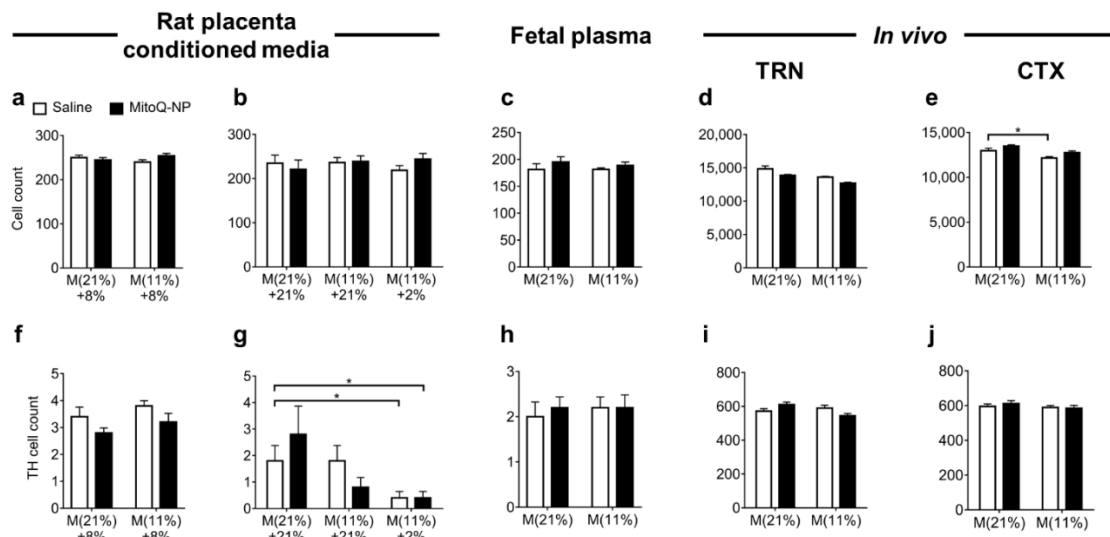 Rat placenta
conditioned media
Fetal plasma
In vivo
TRN
CTX
a
Saline
MitoQ-NP
b
c
d
e
Cell count
300
200
100
0
M(21%)
+8%
M(11%)
+8%
300
200
100
0
M(21%)
+21%
M(11%)
+21%
M(11%)
+2%
250
200
150
100
50
0
M(21%)
M(11%)
20,000
15,000
10,000
5,000
0
M(21%)
M(11%)
*
15,000
10,000
5,000
0
M(21%)
M(11%)
f
g
h
i
j
TH cell count
5
4
3
2
1
0
M(21%)
+8%
M(11%)
+8%
*
*
5
4
3
2
1
0
M(21%)
+21%
M(11%)
+21%
M(11%)
+2%
3
2
1
0
M(21%)
M(11%)
800
600
400
200
0
M(21%)
M(11%)
800
600
400
200
0
M(21%)
M(11%)